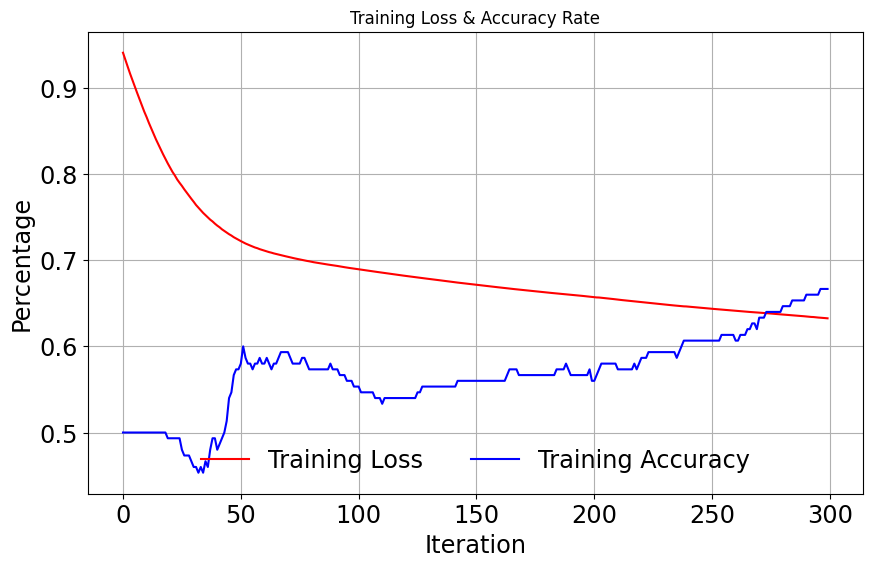 Training Loss & Accuracy Rate
Percentage
0.9
0.8
0.7
0.6
0.5
Training Loss
Training Accuracy
0
50
100
150
200
250
300
Iteration